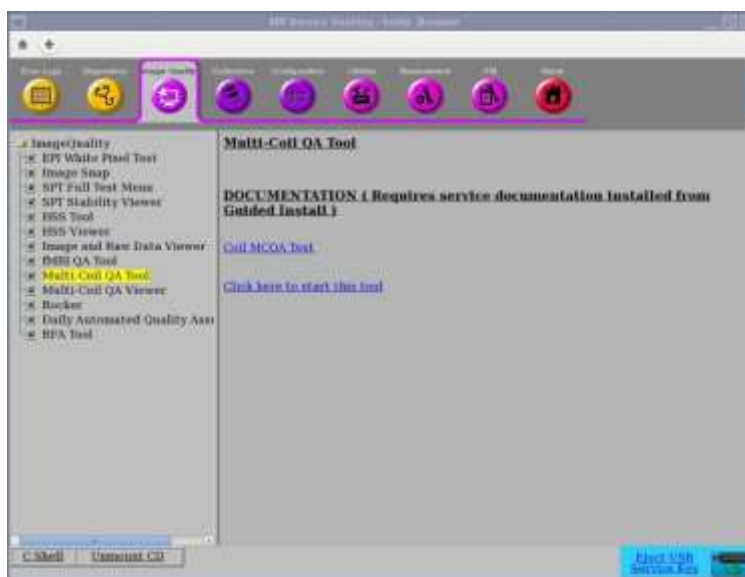 Image Quality
ImageQuality
EPI White Pixel Test
Image Snap
SPT Full Test Menu
SPT Stability Viewer
HSS Tool
HSS Viewer
Image and Raw Data Viewer
fMRI QA Tool
Multi-Coil QA Tool
Multi-Coil QA Viewer
Rocker
Daily Automated Quality Assu
RFA Tool
Multi-Coil QA Tool
DOCUMENTATION ( Requires service documentation installed from
Guided Install )
Coil MCQA Test
Click here to start this tool
C Shell
Unmount CD
Eject USB
Service Key